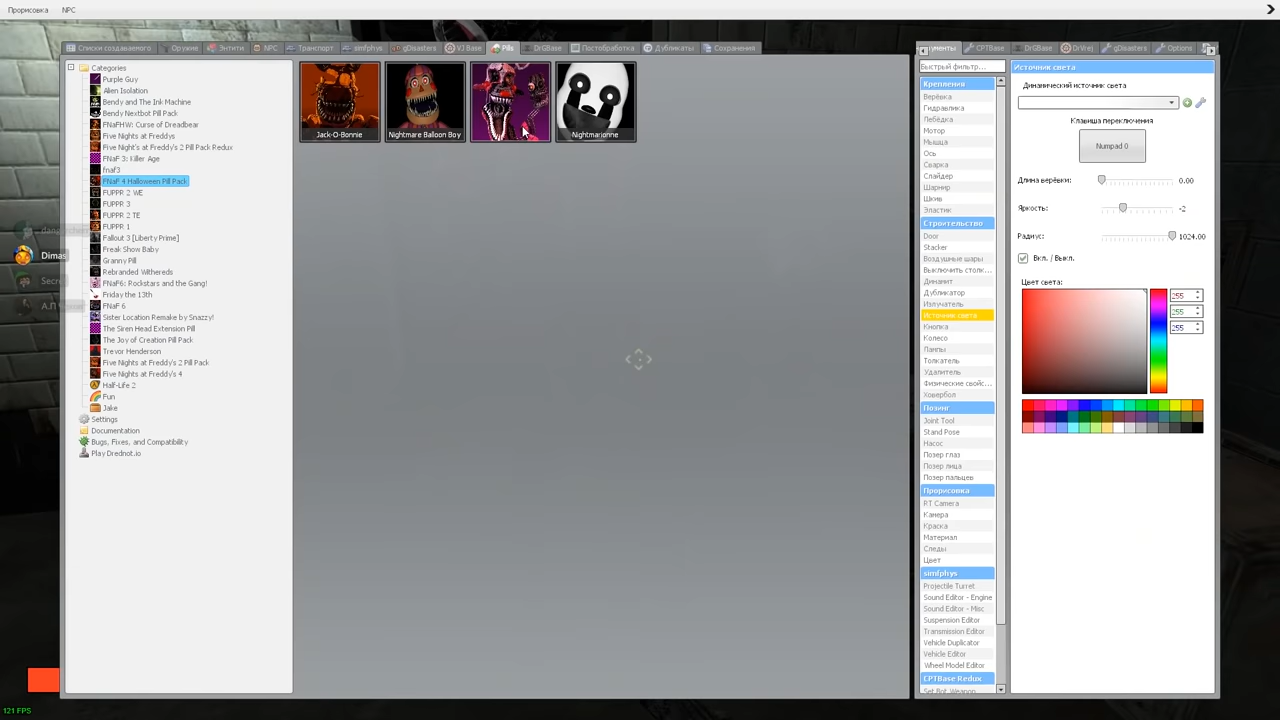 Прорисовка NPC
Списки создаваемого Оружие Энтити NPC Транспорт simfphys gDisasters VJ Base Pills DrGBase Постобработка Дубликаты Сохранения
Categories
Purple Guy
Alien Isolation
Bendy and The Ink Machine
Bendy Nextbot Pill Pack
FNaFHW: Curse of Dreadbear
Five Nights at Freddys
Five Night's at Freddy's 2 Pill Pack Redux
FNaF 3: Killer Age
fnaf3
FNaF 4 Halloween Pill Pack
FUPPR 2 WE
FUPPR 3
FUPPR 2 TE
FUPPR 1
Fallout 3 [Liberty Prime]
Freak Show Baby
Granny Pill
Rebranded Withereds
FNaF6: Rockstars and the Gang!
Friday the 13th
FNaF 6
Sister Location Remake by Snazzy!
The Siren Head Extension Pill
The Joy of Creation Pill Pack
Trevor Henderson
Five Nights at Freddy's 2 Pill Pack
Five Nights at Freddy's 4
Half-Life 2
Fun
Jake
Settings
Documentation
Bugs, Fixes, and Compatibility
Play Drednot.io
Dimas
Jack-O-Bonnie
Nightmare Balloon Boy
Nightmarionne
ументы CPTBase DrGBase DrVrej gDisasters Options
Быстрый фильтр...
Крепления
Верёвка
Гидравлика
Лебёдка
Мотор
Мышца
Ось
Сварка
Слайдер
Шарнир
Шкив
Эластик
Строительство
Door
Stacker
Воздушные шары
Выключить столк...
Динамит
Дубликатор
Излучатель
Источник света
Кнопка
Колесо
Лампы
Толкатель
Удалитель
Физические свойс...
Ховербол
Позинг
Joint Tool
Stand Pose
Насос
Позер глаз
Позер лица
Позер пальцев
Прорисовка
RT Camera
Камера
Краска
Материал
Следы
Цвет
simfphys
Projectile Turret
Sound Editor - Engine
Sound Editor - Misc
Suspension Editor
Transmission Editor
Vehicle Duplicator
Vehicle Editor
Wheel Model Editor
CPTBase Redux
Set Bot Weapon
Источник света
Динамический источник света
Клавиша переключения
Numpad 0
Длина верёвки: 0.00
Яркость: -2
Радиус: 1024.00
Вкл. / Выкл.
Цвет света:
255
255
255
121 FPS